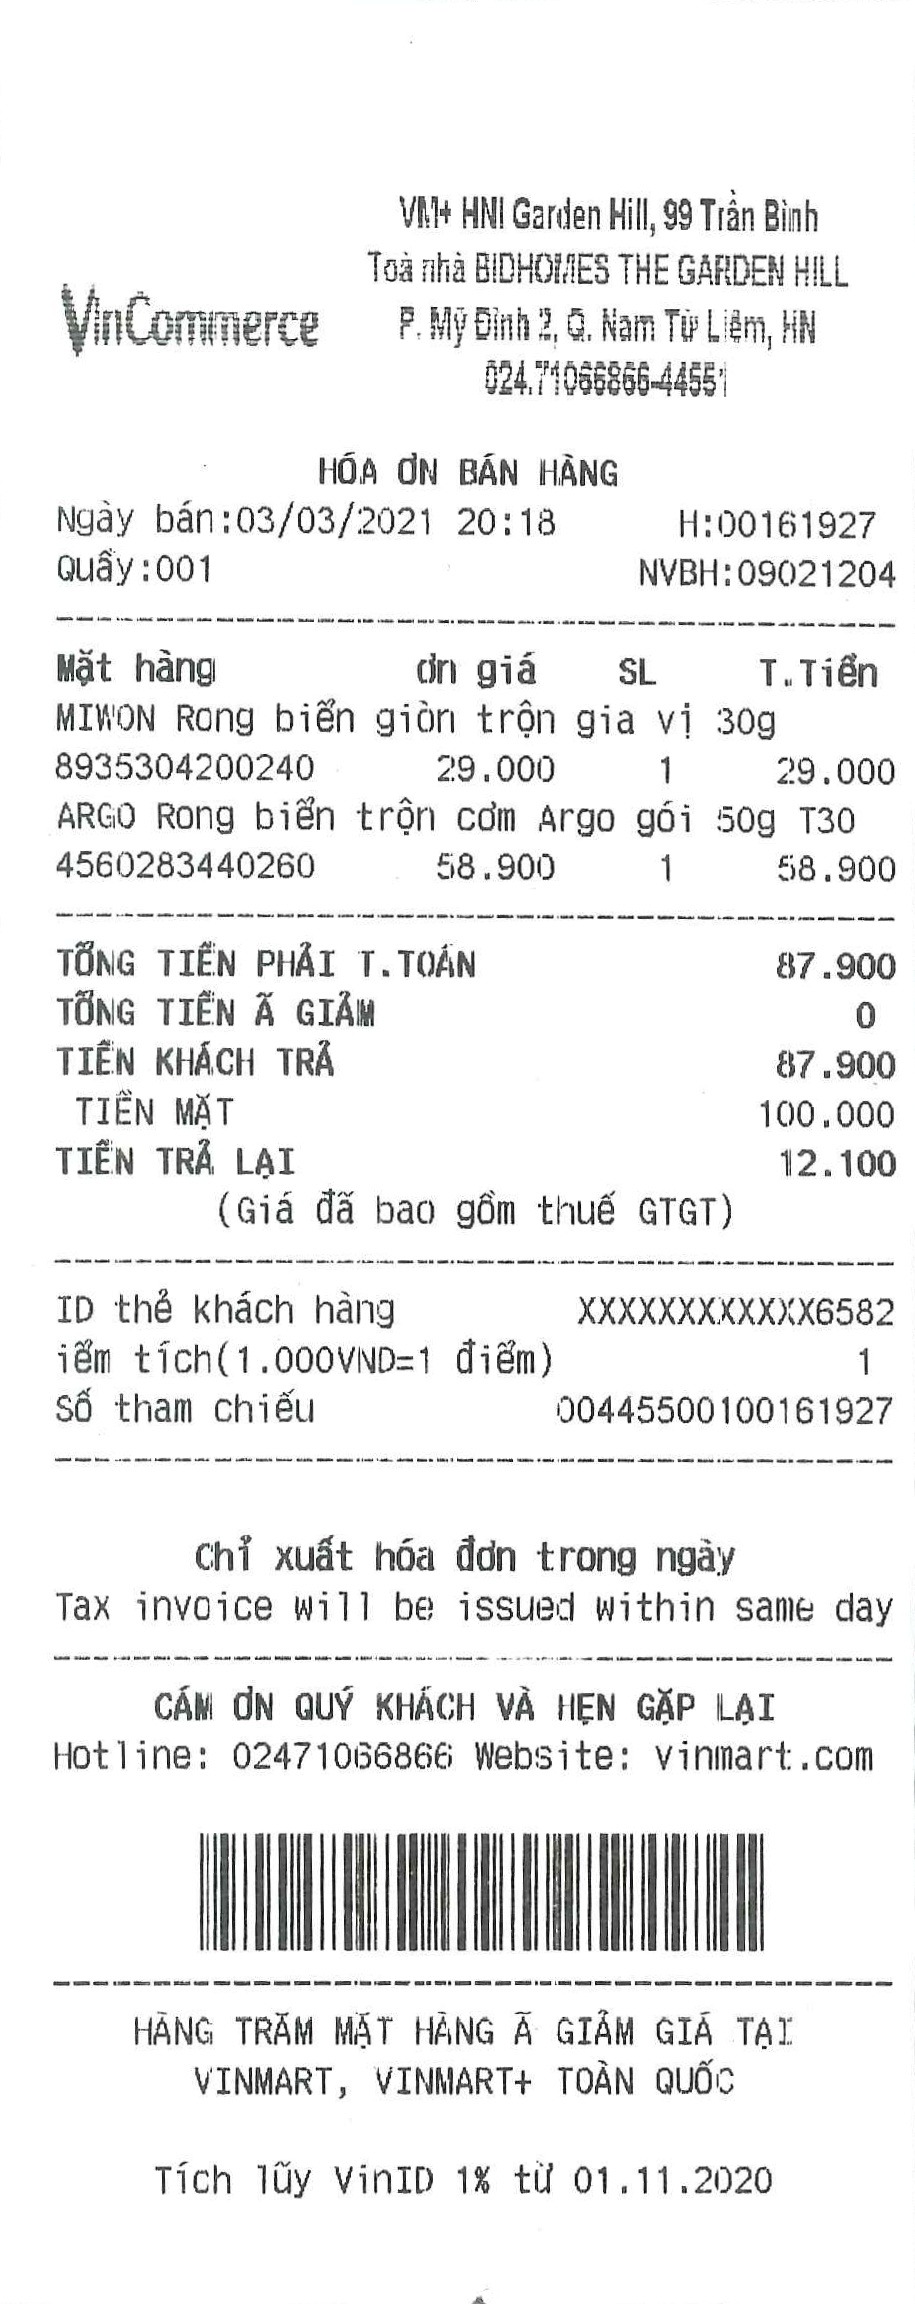 VinCommerce
VM+ HNI Garden Hill, 99 Trần Bình
Toà nhà BIDHOMES THE GARDEN HILL
P. Mỹ Đình 2, Q. Nam Từ Liêm, HN
024.71066866-44551
HÓA ƠN BÁN HÀNG
Ngày bán:03/03/2021 20:18 H:00161927
Quầy:001 NVBH:09021204
Mặt hàng ơn giá SL T.Tiền
MIWON Rong biển giòn trộn gia vị 30g
8935304200240 29.000 1 29.000
ARGO Rong biển trộn cơm Argo gói 50g T30
4560283440260 58.900 1 58.900
TỔNG TIỀN PHẢI T.TOÁN 87.900
TỔNG TIỀN Ã GIẢM 0
TIỀN KHÁCH TRẢ 87.900
TIỀN MẶT 100.000
TIỀN TRẢ LẠI 12.100
(Giá đã bao gồm thuế GTGT)
ID thẻ khách hàng XXXXXXXXXXXX6582
iểm tích(1.000VND=1 điểm) 1
Số tham chiếu 00445500100161927
Chỉ xuất hóa đơn trong ngày
Tax invoice will be issued within same day
CÁM ƠN QUÝ KHÁCH VÀ HẸN GẶP LẠI
Hotline: 02471066866 Website: vinmart.com
HÀNG TRĂM MẶT HÀNG Ã GIẢM GIÁ TẠI
VINMART, VINMART+ TOÀN QUỐC
Tích lũy VinID 1% từ 01.11.2020